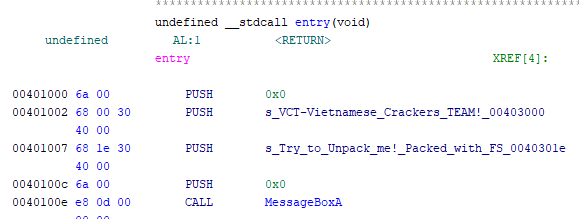 ****************************************************************
undefined __stdcall entry(void)
undefined AL:1 <RETURN>
entry XREF[4]:
00401000 6a 00 PUSH 0x0
00401002 68 00 30 PUSH s_VCT-Vietnamese_Crackers_TEAM!_00403000
40 00
00401007 68 1e 30 PUSH s_Try_to_Unpack_me!_Packed_with_FS_0040301e
40 00
0040100c 6a 00 PUSH 0x0
0040100e e8 0d 00 CALL MessageBoxA